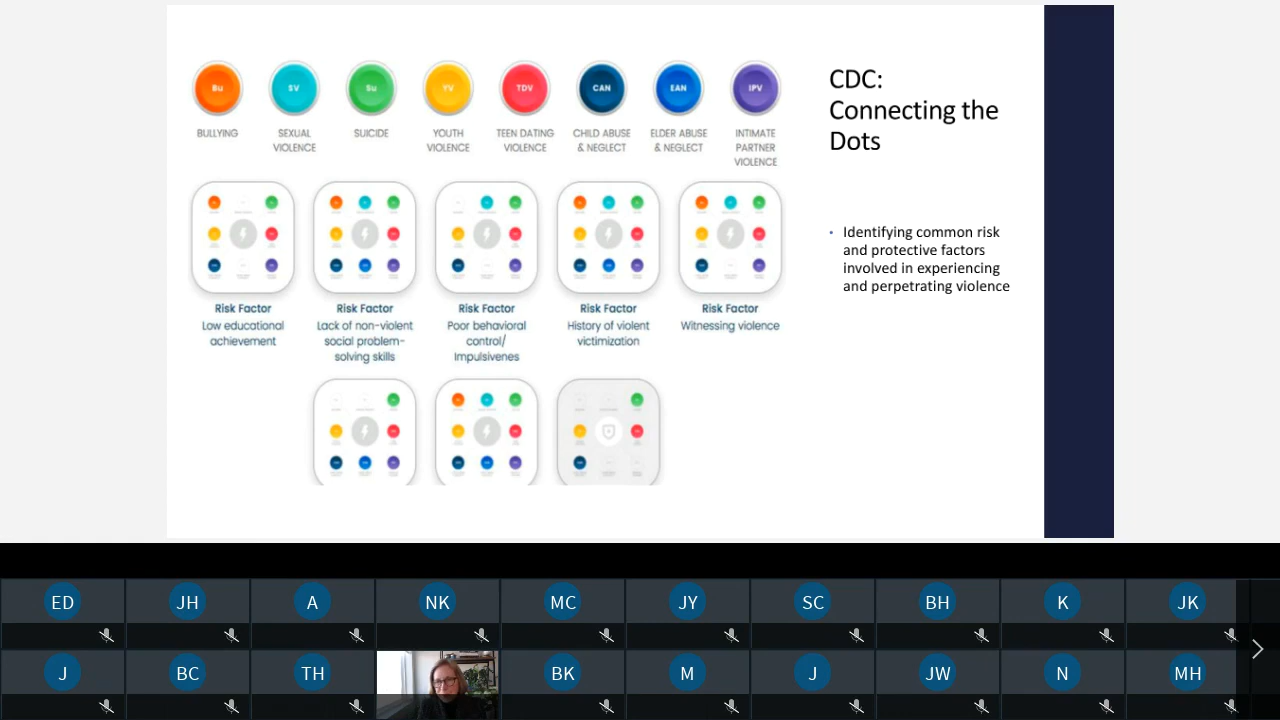 Bu SV Su YV TDV CAN EAN IPV
BULLYING SEXUAL SUICIDE YOUTH TEEN DATING CHILD ABUSE ELDER ABUSE INTIMATE
VIOLENCE VIOLENCE VIOLENCE & NEGLECT & NEGLECT PARTNER
VIOLENCE
Risk Factor Risk Factor Risk Factor Risk Factor Risk Factor
Low educational Lack of non-violent Poor behavioral History of violent Witnessing violence
achievement social problem- control/ victimization
solving skills Impulsivenes
CDC:
Connecting the
Dots
• Identifying common risk
and protective factors
involved in experiencing
and perpetrating violence
ED JH A NK MC JY SC BH K JK
J BC TH BK M J JW N MH